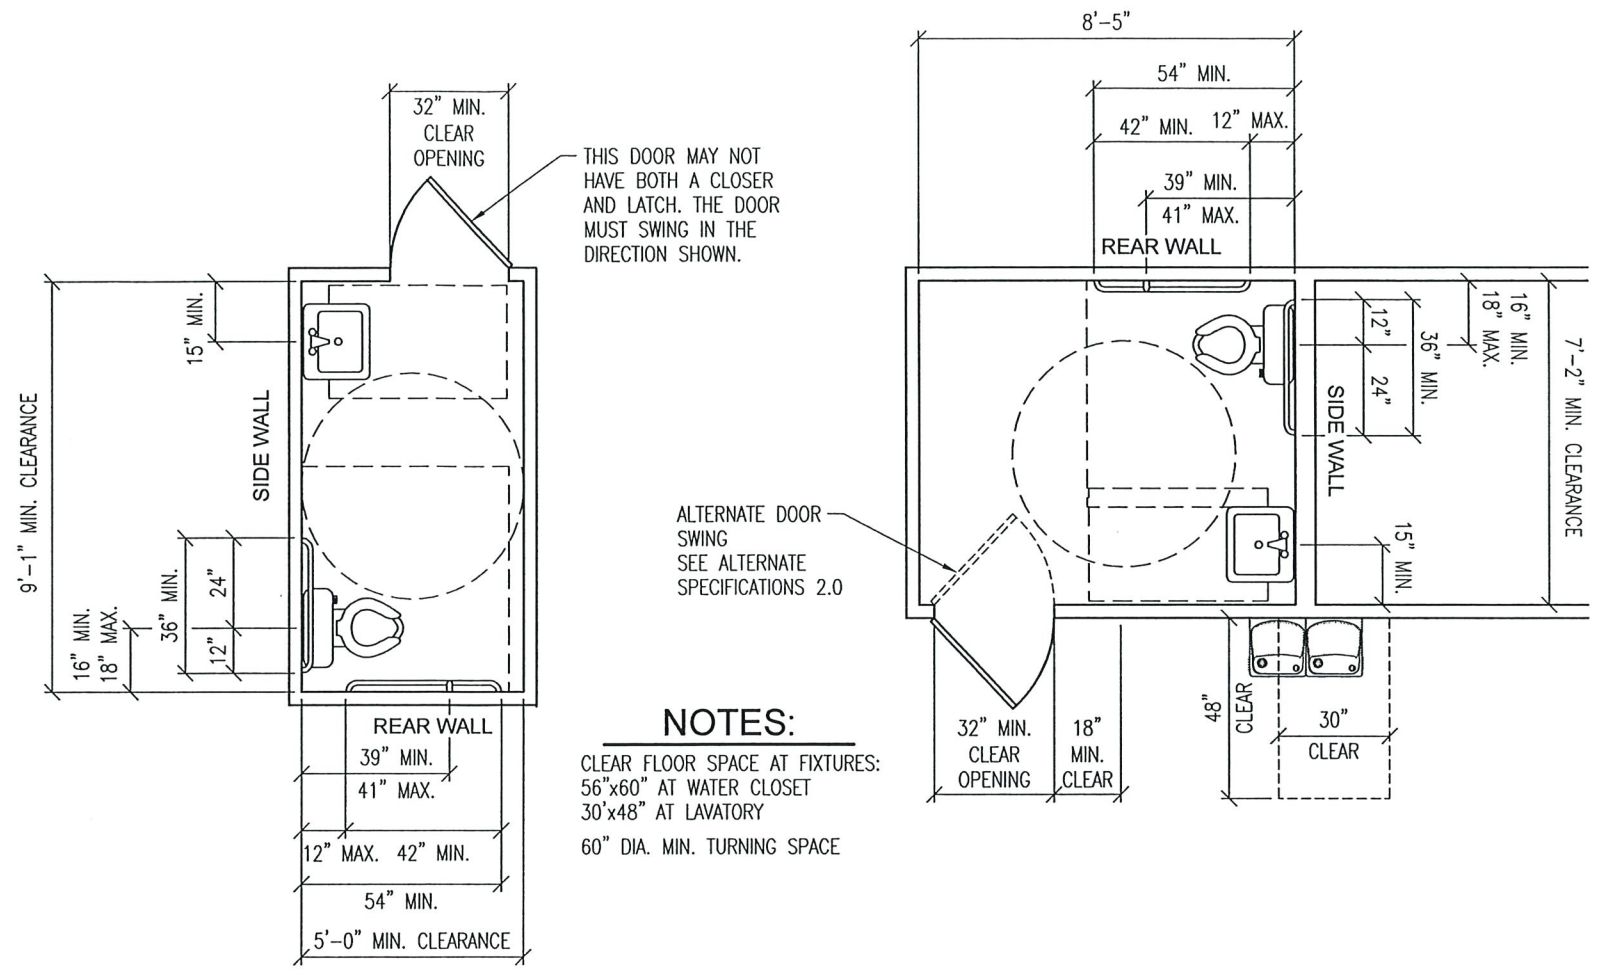 8'-5"
54" MIN.
42" MIN.
12" MAX.
39" MIN.
41" MAX.
REAR WALL
32" MIN.
CLEAR
OPENING
THIS DOOR MAY NOT
HAVE BOTH A CLOSER
AND LATCH. THE DOOR
MUST SWING IN THE
DIRECTION SHOWN.
15" MIN.
9'-1" MIN. CLEARANCE
SIDE WALL
24"
36" MIN.
12"
16" MIN.
18" MAX.
REAR WALL
39" MIN.
41" MAX.
12" MAX.
42" MIN.
54" MIN.
5'-0" MIN. CLEARANCE
12"
36" MIN.
24"
16" MIN.
18" MAX.
7'-2" MIN. CLEARANCE
SIDE WALL
15" MIN.
ALTERNATE DOOR
SWING
SEE ALTERNATE
SPECIFICATIONS 2.0
32" MIN.
CLEAR
OPENING
18"
MIN.
CLEAR
48"
CLEAR
30"
CLEAR
NOTES:
CLEAR FLOOR SPACE AT FIXTURES:
56"x60" AT WATER CLOSET
30'x48" AT LAVATORY
60" DIA. MIN. TURNING SPACE